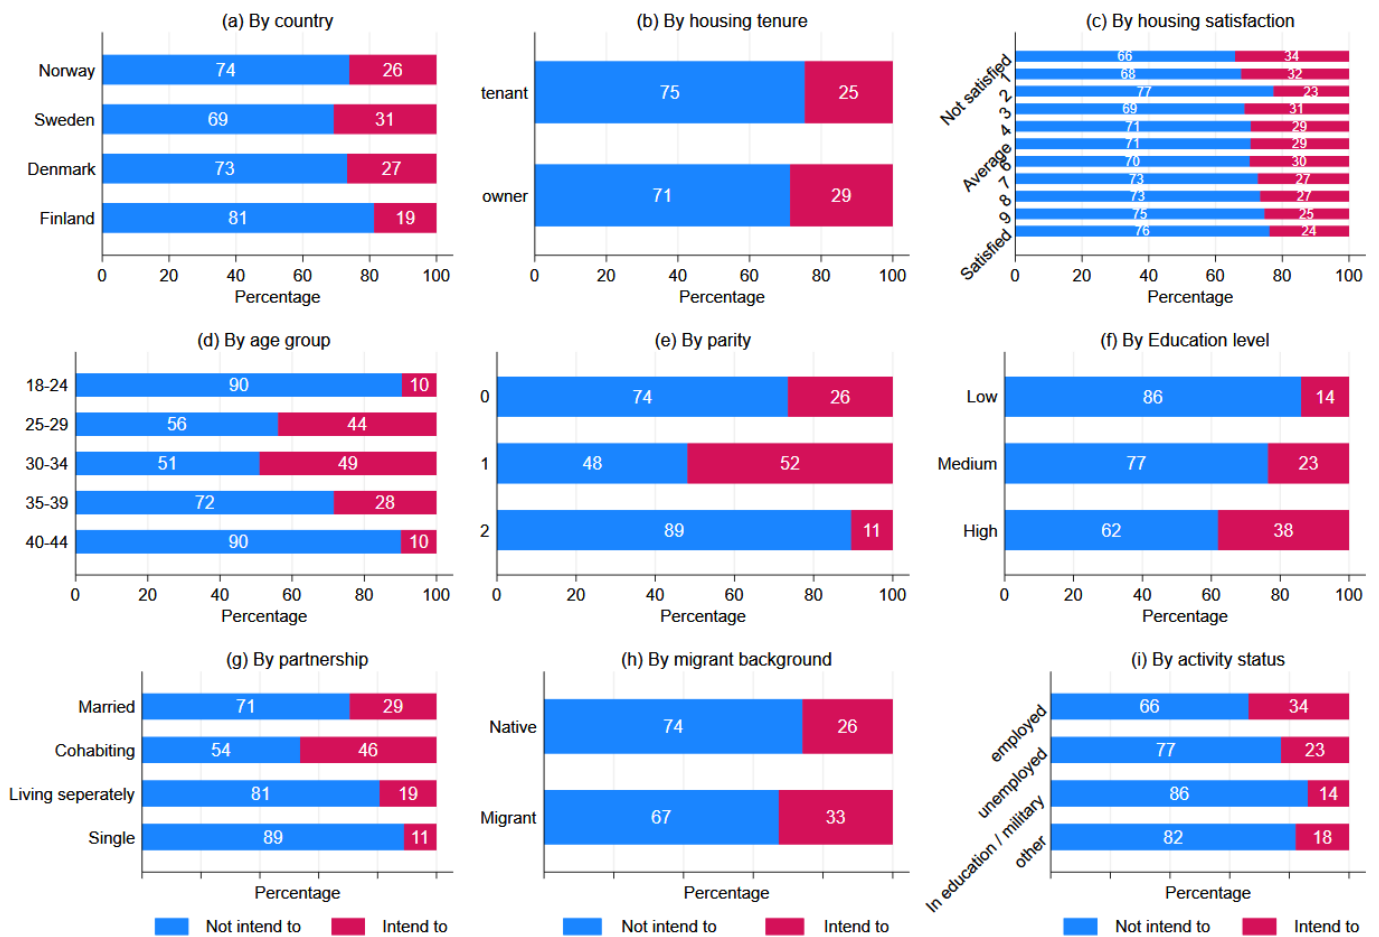 (a) By country
Norway 74 26
Sweden 69 31
Denmark 73 27
Finland 81 19
0 20 40 60 80 100
Percentage
(b) By housing tenure
tenant 75 25
owner 71 29
0 20 40 60 80 100
Percentage
(c) By housing satisfaction
Not satisfied 66 34
1 68 32
2 77 23
3 69 31
4 71 29
Average 71 29
6 70 30
7 73 27
8 73 27
9 75 25
Satisfied 76 24
0 20 40 60 80 100
Percentage
(d) By age group
18-24 90 10
25-29 56 44
30-34 51 49
35-39 72 28
40-44 90 10
0 20 40 60 80 100
Percentage
(e) By parity
0 74 26
1 48 52
2 89 11
0 20 40 60 80 100
Percentage
(f) By Education level
Low 86 14
Medium 77 23
High 62 38
0 20 40 60 80 100
Percentage
(g) By partnership
Married 71 29
Cohabiting 54 46
Living seperately 81 19
Single 89 11
Percentage
Not intend to Intend to
(h) By migrant background
Native 74 26
Migrant 67 33
Percentage
Not intend to Intend to
(i) By activity status
employed 66 34
unemployed 77 23
In education / military 86 14
other 82 18
Percentage
Not intend to Intend to